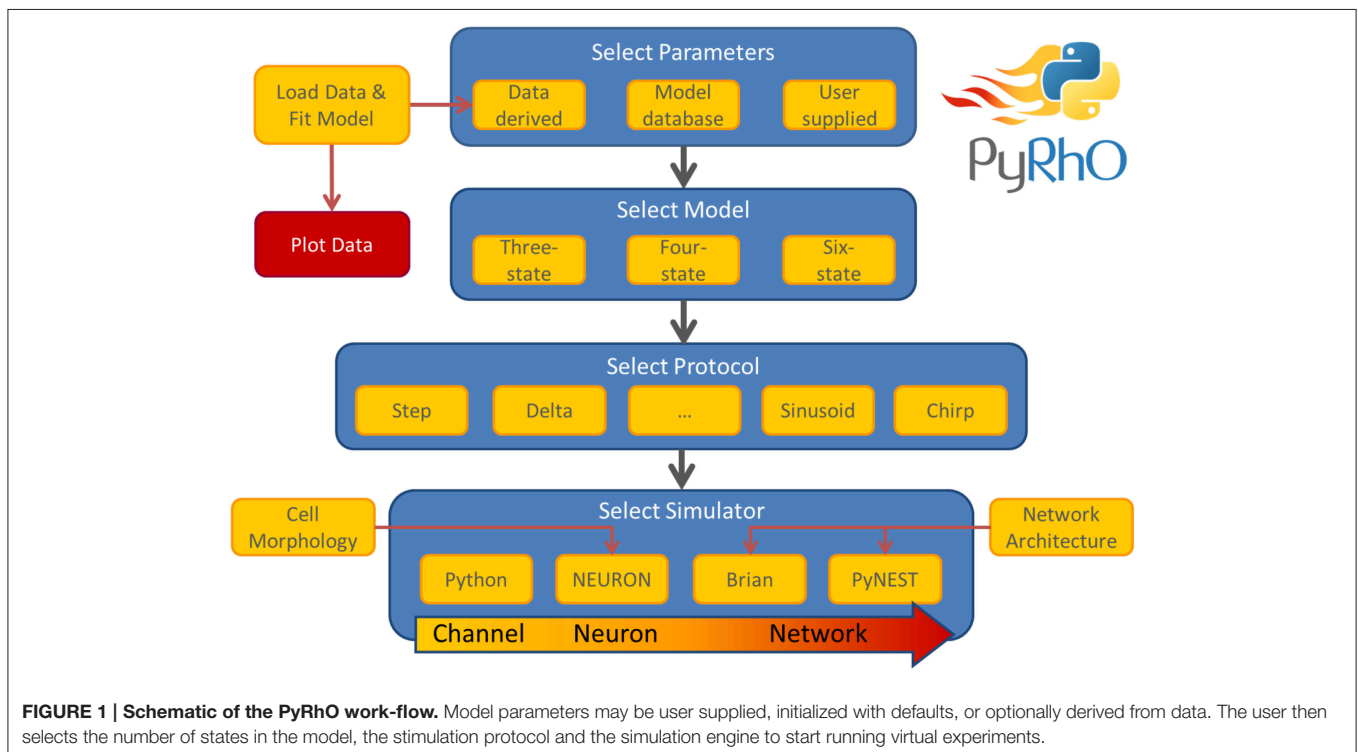 Select Parameters
Load Data &
Fit Model
Data
derived
Model
database
User
supplied
PyRhO
Select Model
Plot Data
Three-
state
Four-
state
Six-
state
Select Protocol
Step
Delta
...
Sinusoid
Chirp
Select Simulator
Cell
Morphology
Network
Architecture
Python
NEURON
Brian
PyNEST
Channel
Neuron
Network
FIGURE 1 | Schematic of the PyRhO work-flow. Model parameters may be user supplied, initialized with defaults, or optionally derived from data. The user then
selects the number of states in the model, the stimulation protocol and the simulation engine to start running virtual experiments.